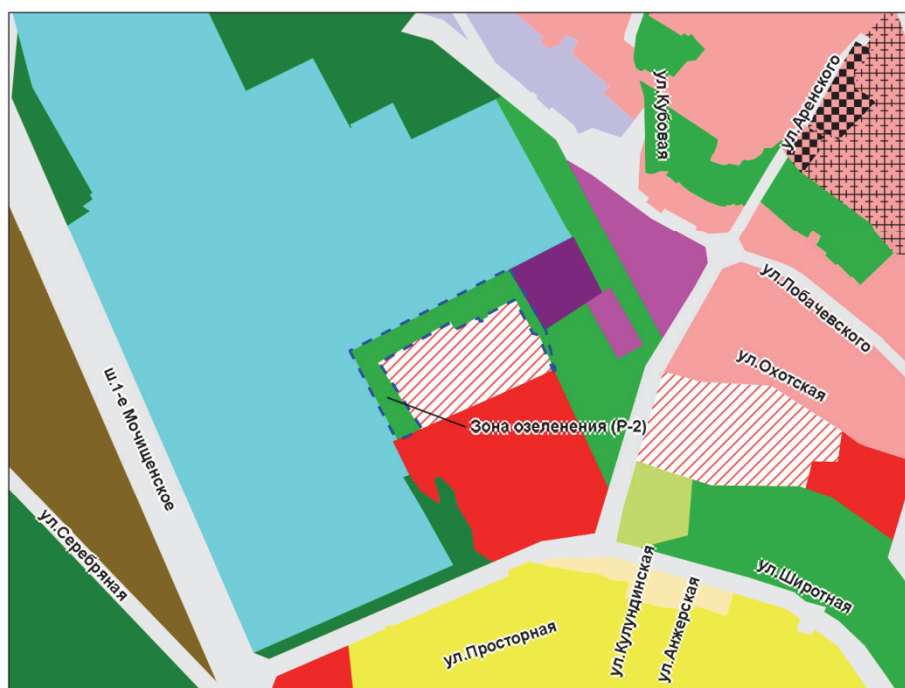 ул.Кубовая
ул.Аренского
ул.Лобачевского
ул.Охотская
ш.1-е Мочищенское
Зона озеленения (Р-2)
ул.Серебряная
ул.Широтная
ул.Кулундинская
ул.Анжерская
ул.Просторная